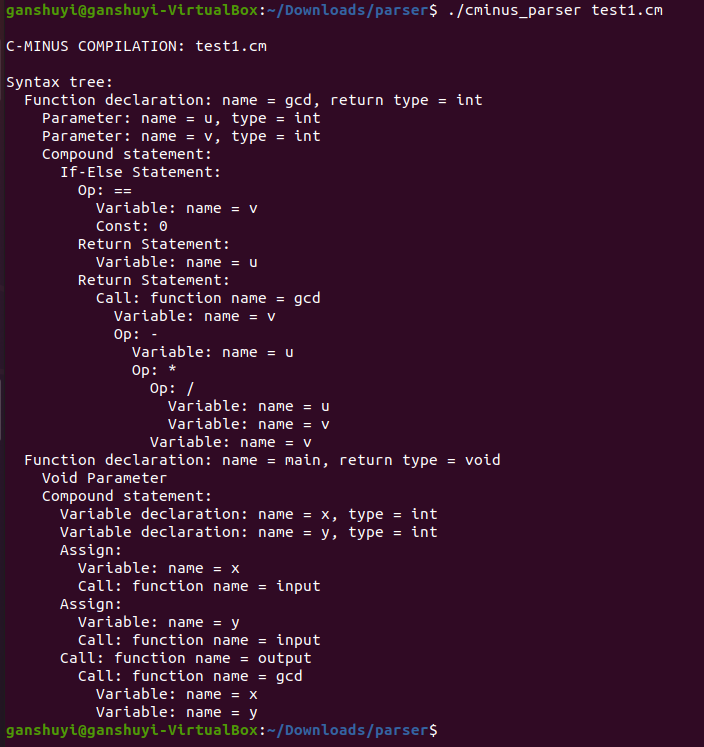 ganshuyi@ganshuyi-VirtualBox:~/Downloads/parser$ ./cminus_parser test1.cm
C-MINUS COMPILATION: test1.cm
Syntax tree:
  Function declaration: name = gcd, return type = int
    Parameter: name = u, type = int
    Parameter: name = v, type = int
    Compound statement:
      If-Else Statement:
        Op: ==
          Variable: name = v
          Const: 0
        Return Statement:
          Variable: name = u
        Return Statement:
          Call: function name = gcd
            Variable: name = v
            Op: -
              Variable: name = u
              Op: *
                Op: /
                  Variable: name = u
                  Variable: name = v
                Variable: name = v
  Function declaration: name = main, return type = void
    Void Parameter
    Compound statement:
      Variable declaration: name = x, type = int
      Variable declaration: name = y, type = int
      Assign:
        Variable: name = x
        Call: function name = input
      Assign:
        Variable: name = y
        Call: function name = input
      Call: function name = output
        Call: function name = gcd
          Variable: name = x
          Variable: name = y
ganshuyi@ganshuyi-VirtualBox:~/Downloads/parser$